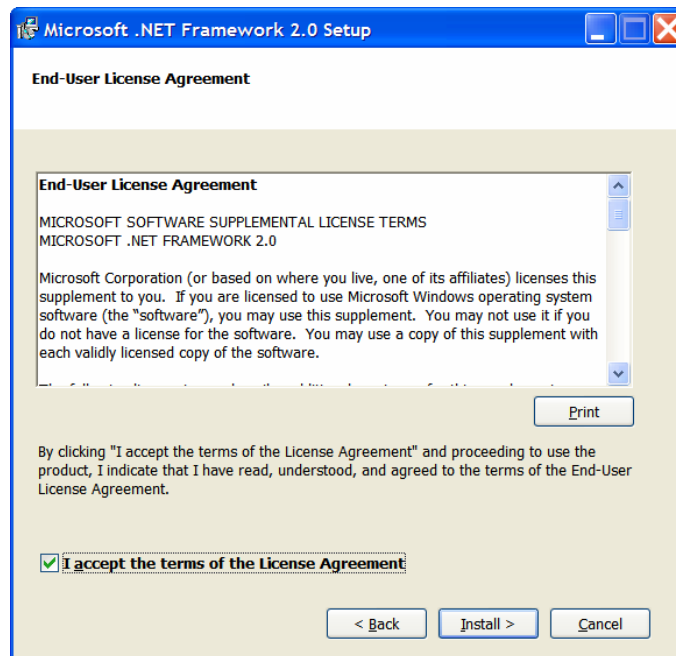 Microsoft .NET Framework 2.0 Setup
End-User License Agreement
End-User License Agreement
MICROSOFT SOFTWARE SUPPLEMENTAL LICENSE TERMS
MICROSOFT .NET FRAMEWORK 2.0
Microsoft Corporation (or based on where you live, one of its affiliates) licenses this
supplement to you.  If you are licensed to use Microsoft Windows operating system
software (the “software”), you may use this supplement.  You may not use it if you
do not have a license for the software.  You may use a copy of this supplement with
each validly licensed copy of the software.
Print
By clicking "I accept the terms of the License Agreement" and proceeding to use the
product, I indicate that I have read, understood, and agreed to the terms of the End-User
License Agreement.
I accept the terms of the License Agreement
< Back
Install >
Cancel